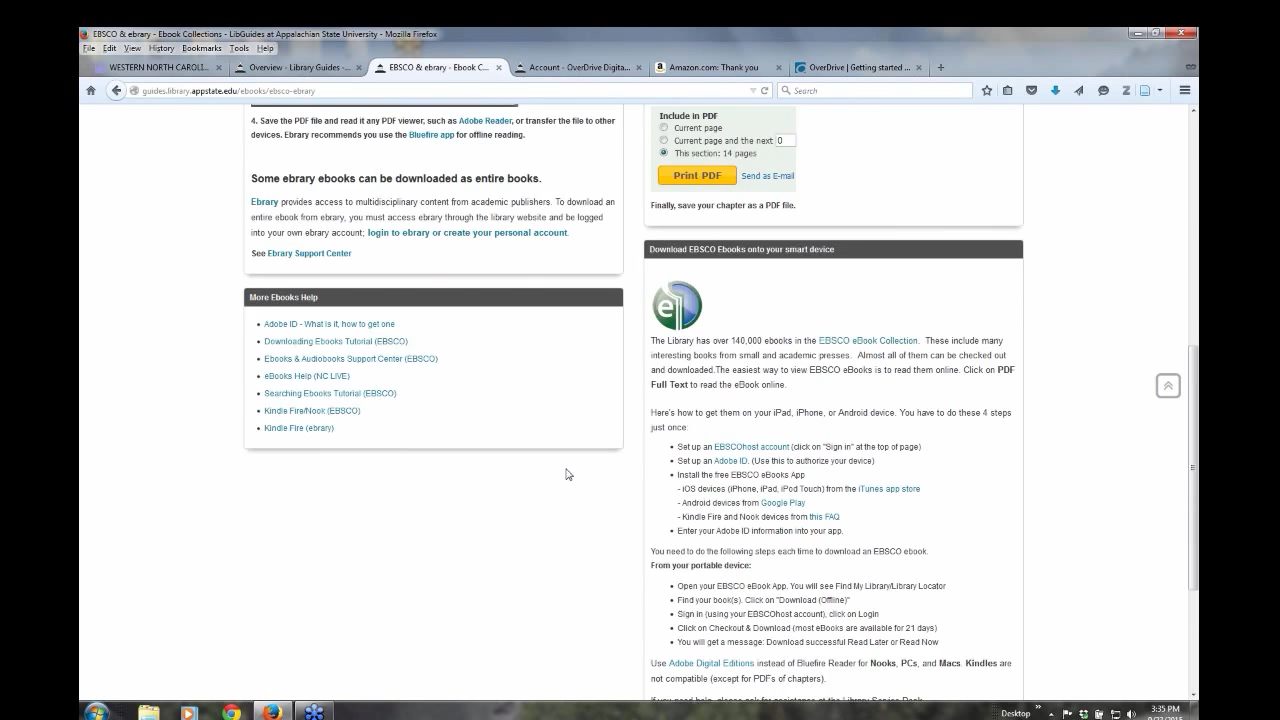 EBSCO & ebrary - Ebook Collections - LibGuides at Appalachian State University - Mozilla Firefox
File Edit View History Bookmarks Tools Help
WESTERN NORTH CAROLI... × Overview - Library Guides -... × EBSCO & ebrary - Ebook C... × Account - OverDrive Digita... × Amazon.com: Thank you × OverDrive | Getting started ... × +
guides.library.appstate.edu/ebooks/ebsco-ebrary Search
4. Save the PDF file and read it any PDF viewer, such as Adobe Reader, or transfer the file to other
devices. Ebrary recommends you use the Bluefire app for offline reading.
Some ebrary ebooks can be downloaded as entire books.
Ebrary provides access to multidisciplinary content from academic publishers. To download an
entire ebook from ebrary, you must access ebrary through the library website and be logged
into your own ebrary account; login to ebrary or create your personal account.
See Ebrary Support Center
More Ebooks Help
• Adobe ID - What is it, how to get one
• Downloading Ebooks Tutorial (EBSCO)
• Ebooks & Audiobooks Support Center (EBSCO)
• eBooks Help (NC LIVE)
• Searching Ebooks Tutorial (EBSCO)
• Kindle Fire/Nook (EBSCO)
• Kindle Fire (ebrary)
Include in PDF
Current page
Current page and the next 0
This section: 14 pages
Print PDF Send as E-mail
Finally, save your chapter as a PDF file.
Download EBSCO Ebooks onto your smart device
e
The Library has over 140,000 ebooks in the EBSCO eBook Collection. These include many
interesting books from small and academic presses. Almost all of them can be checked out
and downloaded.The easiest way to view EBSCO eBooks is to read them online. Click on PDF
Full Text to read the eBook online.
Here's how to get them on your iPad, iPhone, or Android device. You have to do these 4 steps
just once:
• Set up an EBSCOhost account (click on "Sign in" at the top of page)
• Set up an Adobe ID. (Use this to authorize your device)
• Install the free EBSCO eBooks App
- iOS devices (iPhone, iPad, iPod Touch) from the iTunes app store
- Android devices from Google Play
- Kindle Fire and Nook devices from this FAQ
• Enter your Adobe ID information into your app.
You need to do the following steps each time to download an EBSCO ebook.
From your portable device:
• Open your EBSCO eBook App. You will see Find My Library/Library Locator
• Find your book(s). Click on "Download (Offline)"
• Sign in (using your EBSCOhost account), click on Login
• Click on Checkout & Download (most eBooks are available for 21 days)
• You will get a message: Download successful Read Later or Read Now
Use Adobe Digital Editions instead of Bluefire Reader for Nooks, PCs, and Macs. Kindles are
not compatible (except for PDFs of chapters).
If you need help, please ask for assistance at the Library Service Desk
Desktop » 3:35 PM